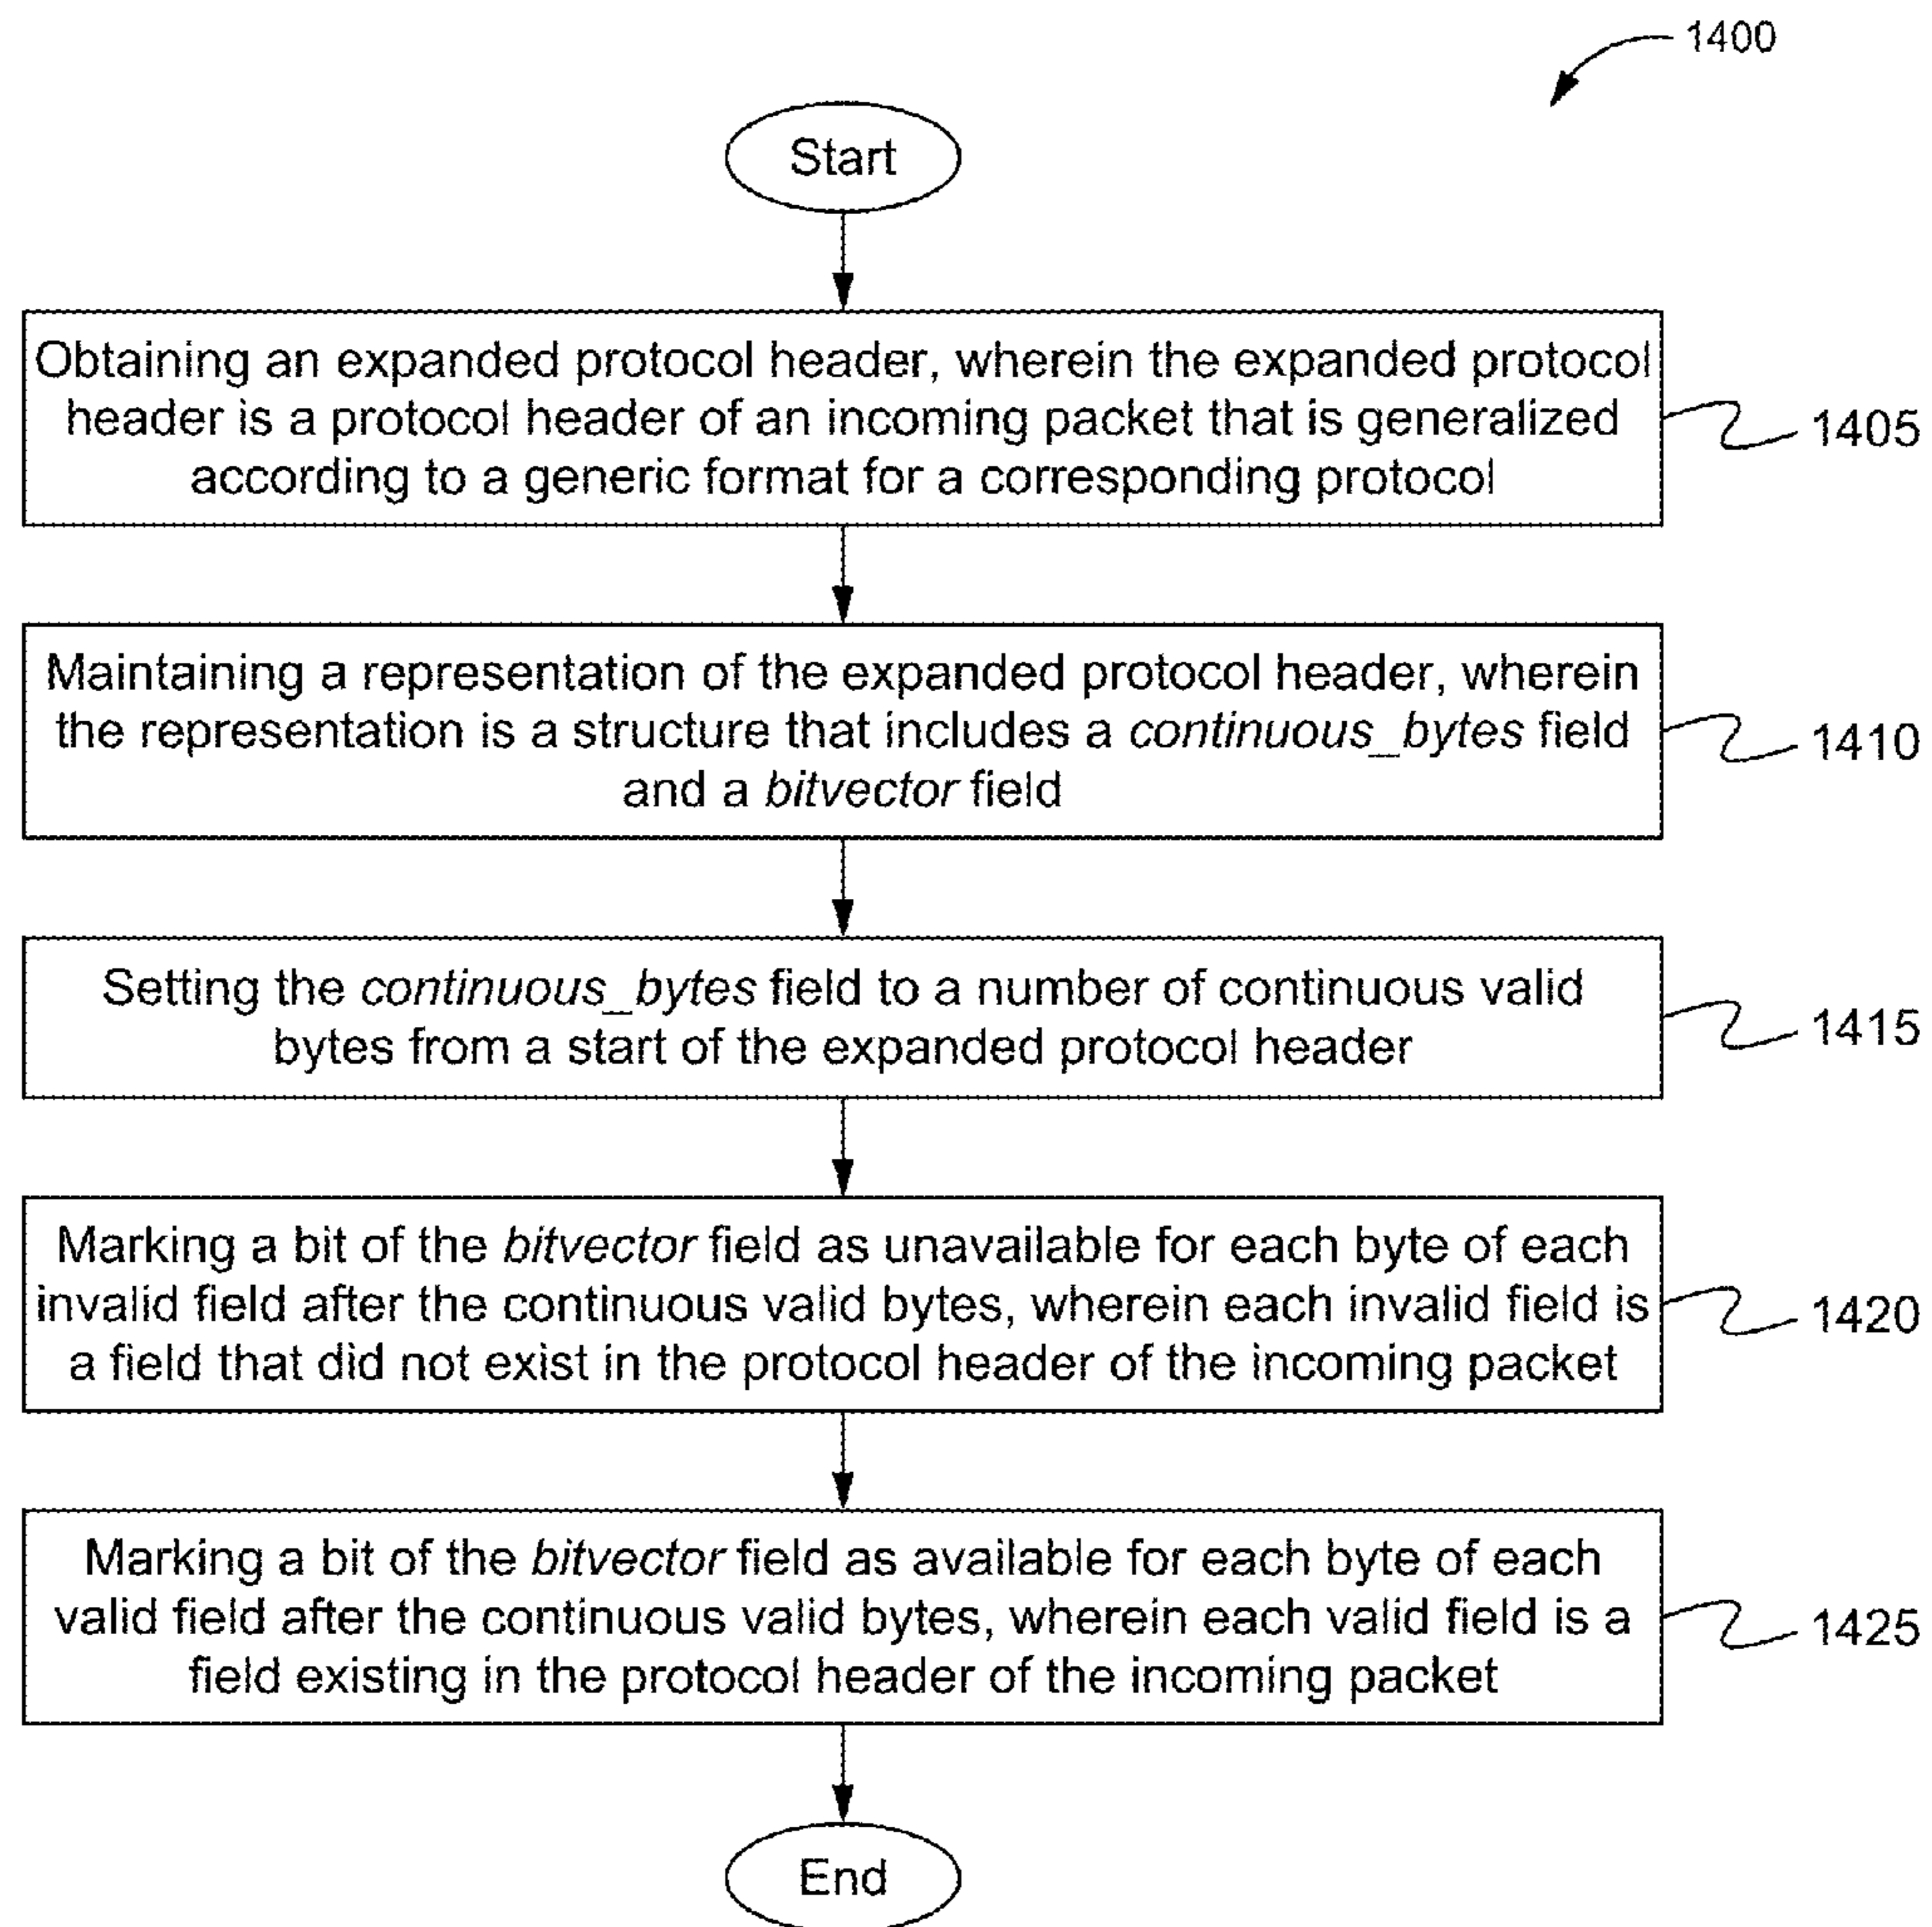 1400
Start
Obtaining an expanded protocol header, wherein the expanded protocol
header is a protocol header of an incoming packet that is generalized
according to a generic format for a corresponding protocol
1405
Maintaining a representation of the expanded protocol header, wherein
the representation is a structure that includes a continuous_bytes field
and a bitvector field
1410
Setting the continuous_bytes field to a number of continuous valid
bytes from a start of the expanded protocol header
1415
Marking a bit of the bitvector field as unavailable for each byte of each
invalid field after the continuous valid bytes, wherein each invalid field is
a field that did not exist in the protocol header of the incoming packet
1420
Marking a bit of the bitvector field as available for each byte of each
valid field after the continuous valid bytes, wherein each valid field is a
field existing in the protocol header of the incoming packet
1425
End